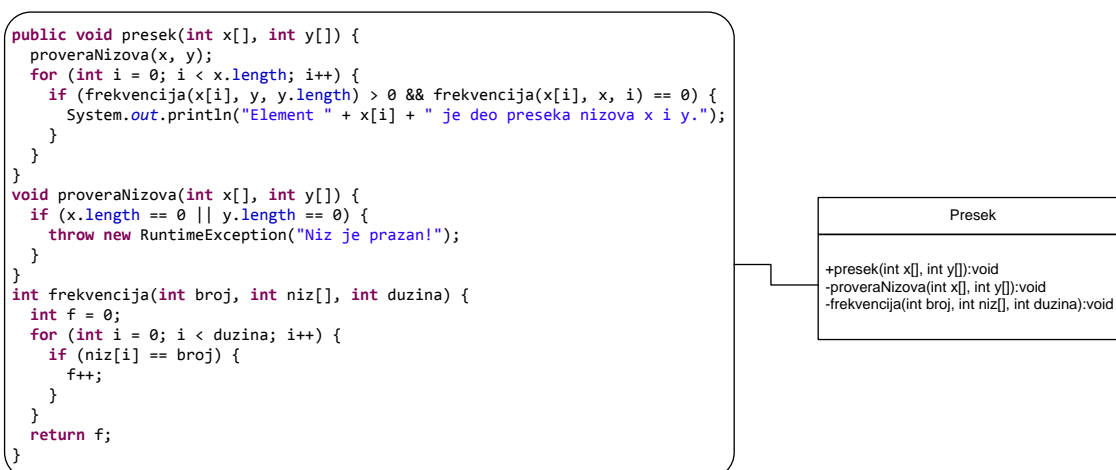 public void presek(int x[], int y[]) {
  proveraNizova(x, y);
  for (int i = 0; i < x.length; i++) {
    if (frekvencija(x[i], y, y.length) > 0 && frekvencija(x[i], x, i) == 0) {
      System.out.println("Element " + x[i] + " je deo preseka nizova x i y.");
    }
  }
}
void proveraNizova(int x[], int y[]) {
  if (x.length == 0 || y.length == 0) {
    throw new RuntimeException("Niz je prazan!");
  }
}
int frekvencija(int broj, int niz[], int duzina) {
  int f = 0;
  for (int i = 0; i < duzina; i++) {
    if (niz[i] == broj) {
      f++;
    }
  }
  return f;
}
Presek
+presek(int x[], int y[]):void
-proveraNizova(int x[], int y[]):void
-frekvencija(int broj, int niz[], int duzina):void